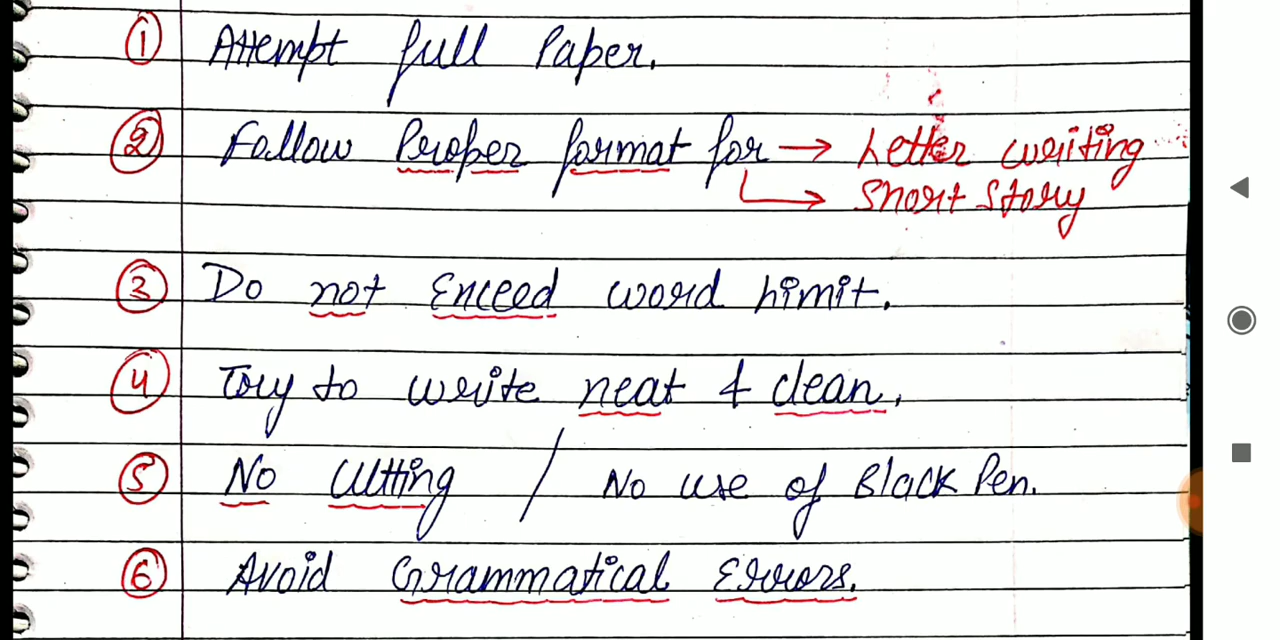 1 Attempt full Paper.
2 Follow Proper format for → Letter writing
→ Short Story
3 Do not Exceed word limit.
4 Try to write neat & clean.
5 No Cutting / No use of Black Pen.
6 Avoid Grammatical Errors.